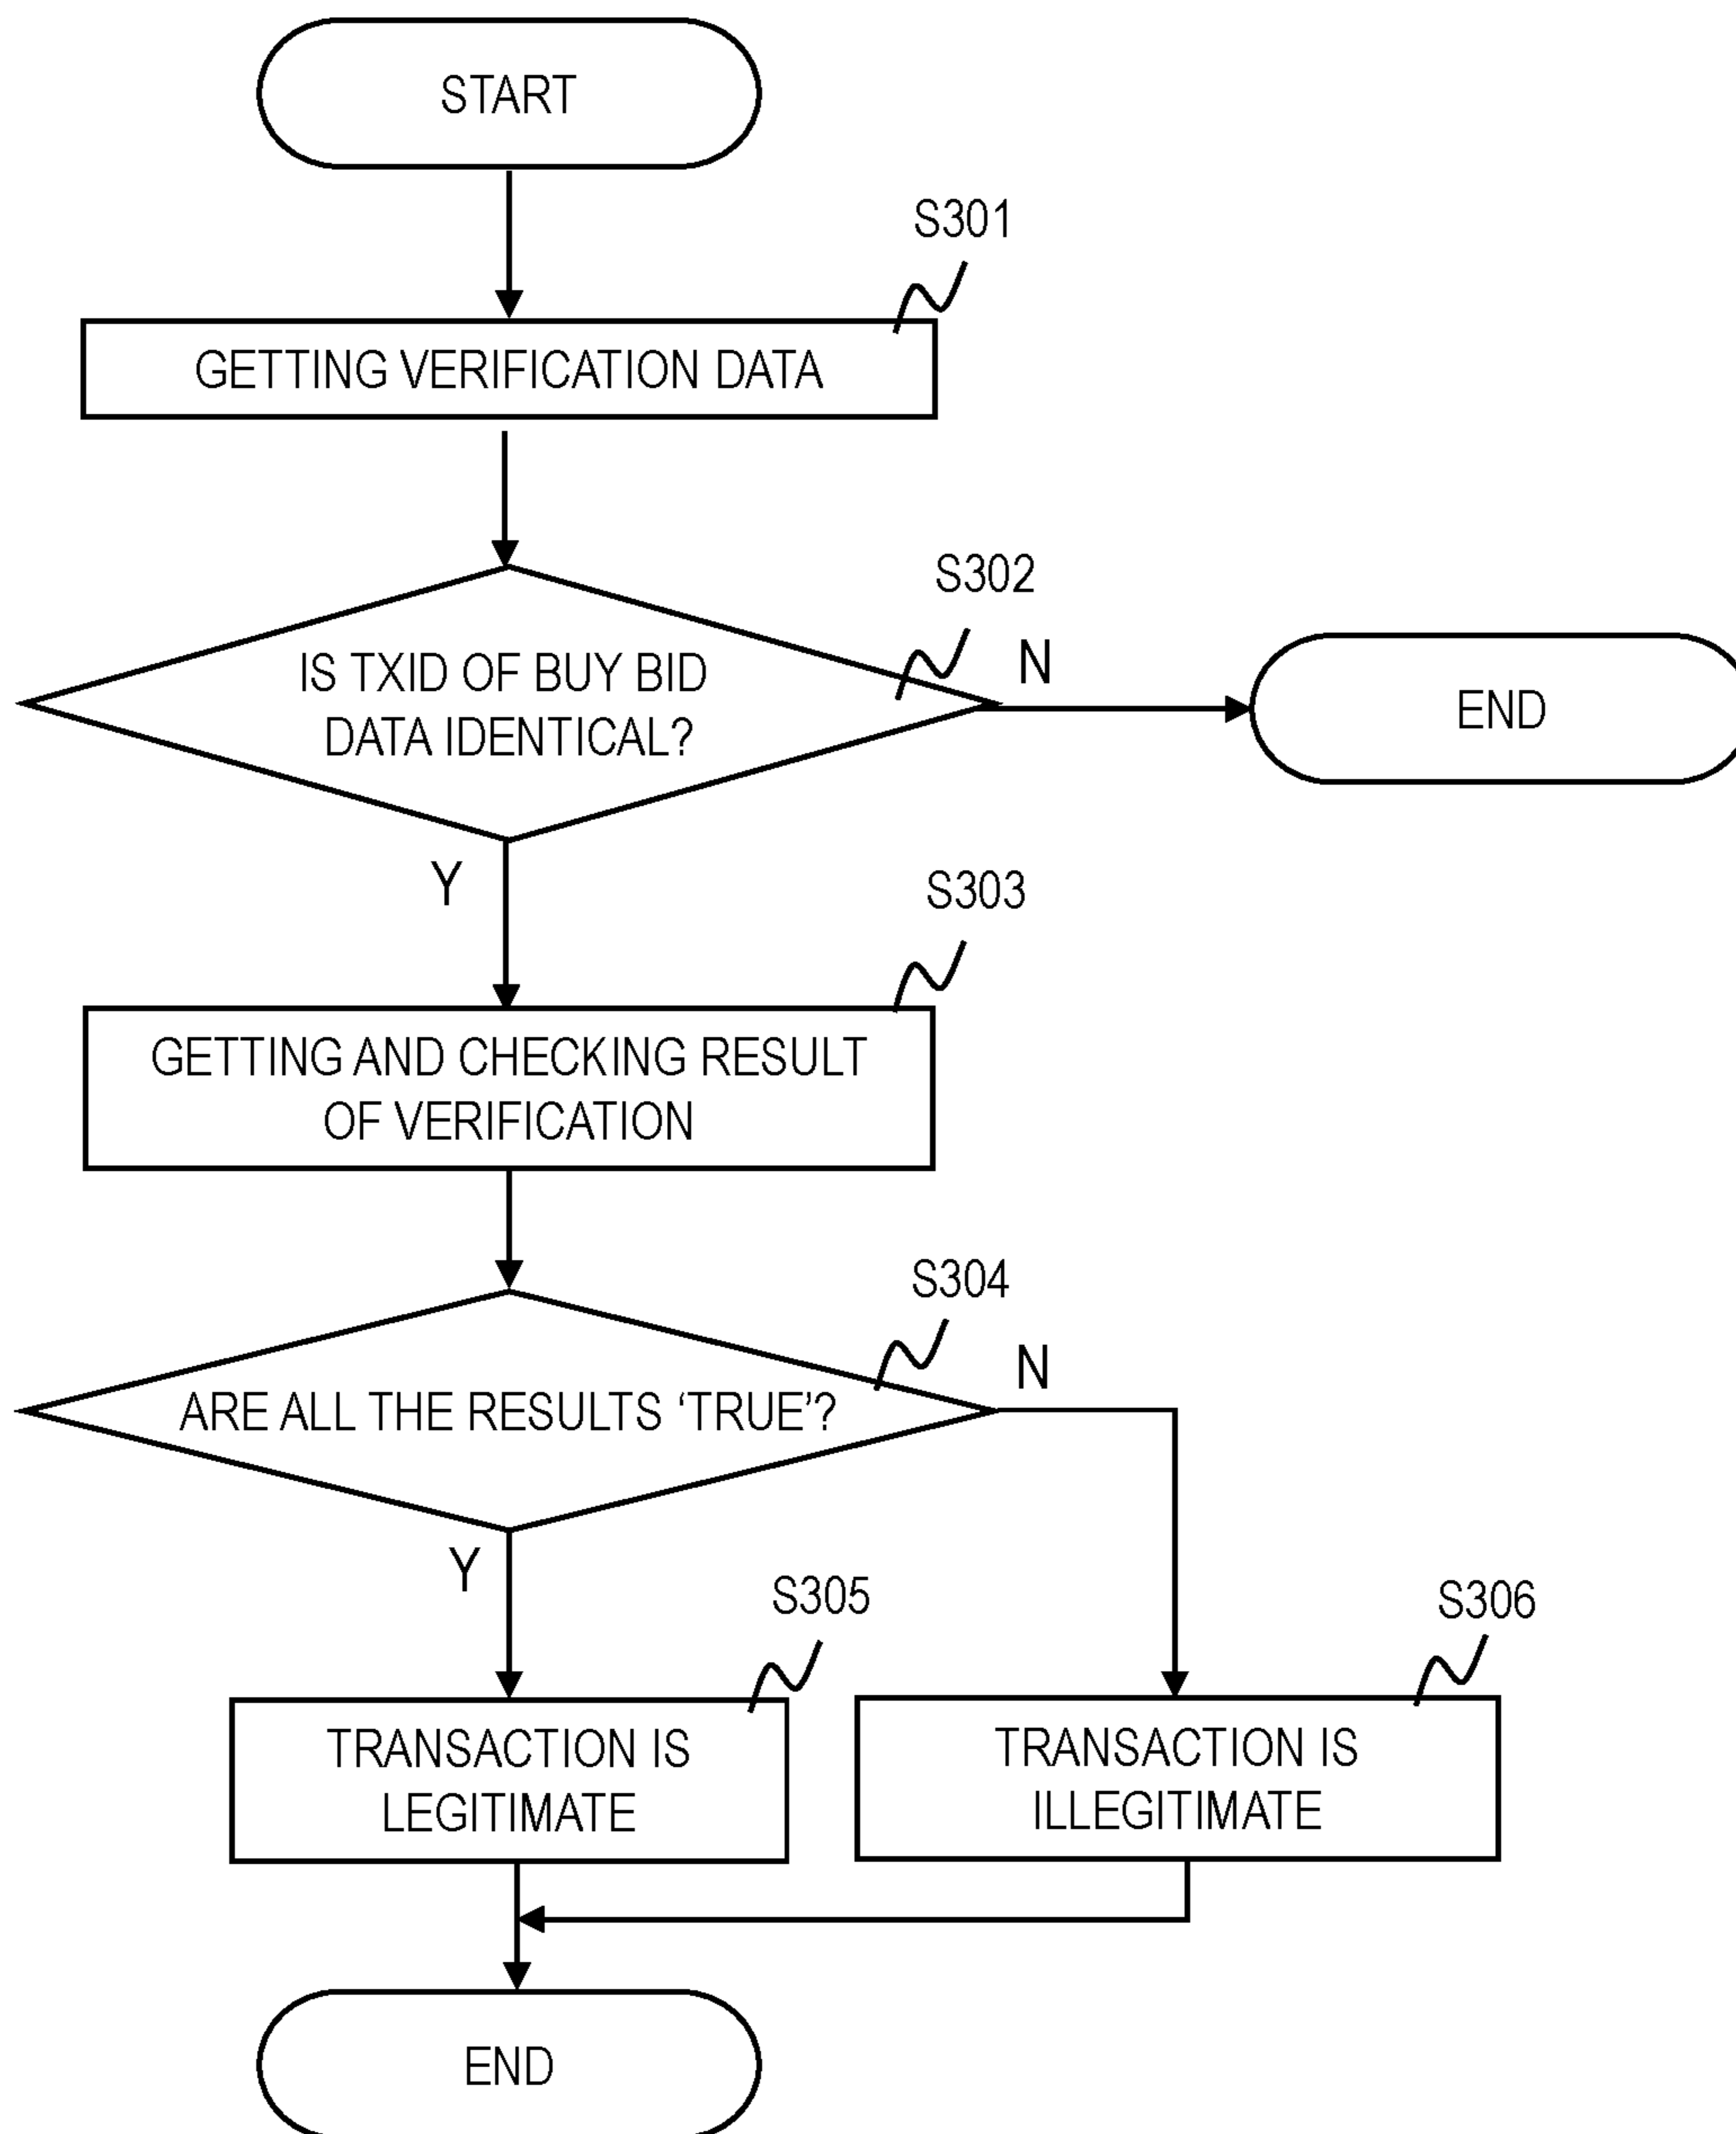 START
S301
GETTING VERIFICATION DATA
S302
IS TXID OF BUY BID
DATA IDENTICAL?
N
END
Y
S303
GETTING AND CHECKING RESULT
OF VERIFICATION
S304
ARE ALL THE RESULTS ‘TRUE’?
N
Y
S305
TRANSACTION IS
LEGITIMATE
S306
TRANSACTION IS
ILLEGITIMATE
END